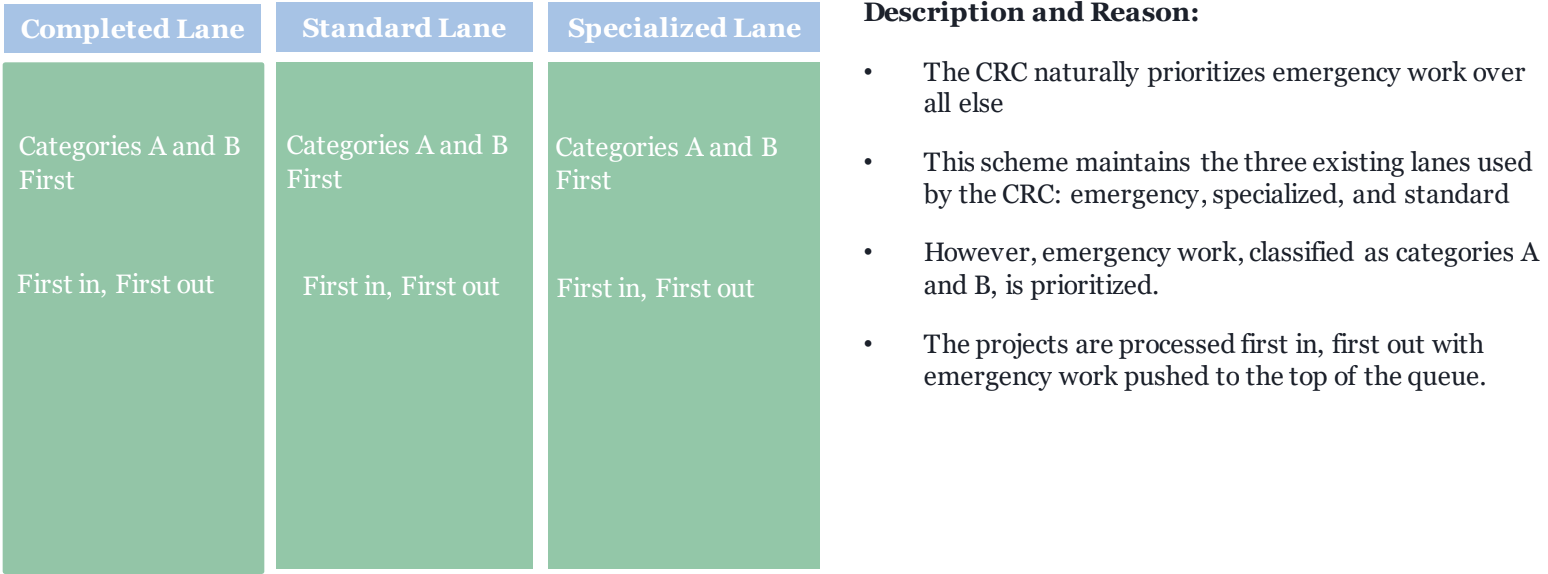 Completed Lane
Standard Lane
Specialized Lane
Categories A and B
First
First in, First out
Categories A and B
First
First in, First out
Categories A and B
First
First in, First out
Description and Reason:
• The CRC naturally prioritizes emergency work over
all else
• This scheme maintains the three existing lanes used
by the CRC: emergency, specialized, and standard
• However, emergency work, classified as categories A
and B, is prioritized.
• The projects are processed first in, first out with
emergency work pushed to the top of the queue.